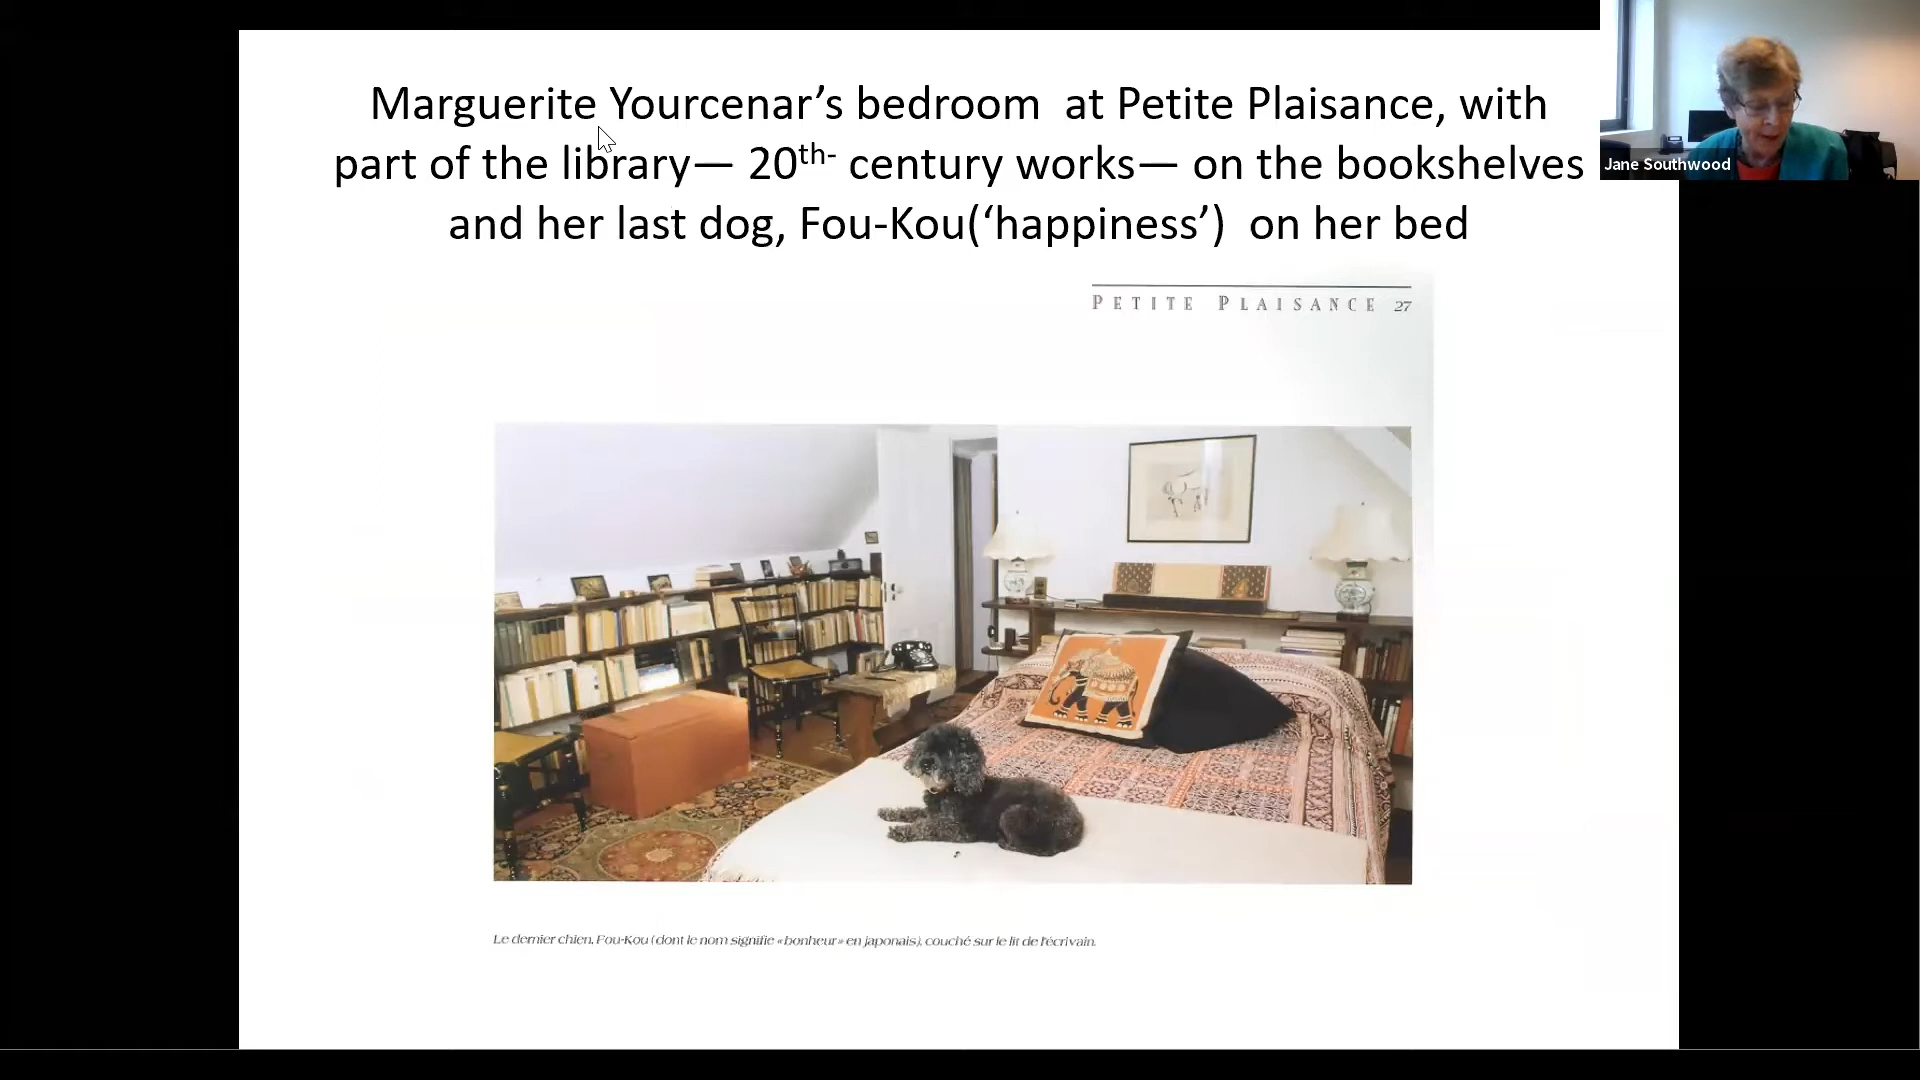 Marguerite Yourcenar’s bedroom at Petite Plaisance, with
part of the library— 20th- century works— on the bookshelves
and her last dog, Fou-Kou(‘happiness’) on her bed
Jane Southwood
PETITE PLAISANCE 27
Le dernier chien, Fou-Kou (dont le nom signifie «bonheur» en japonais), couché sur le lit de l'écrivain.